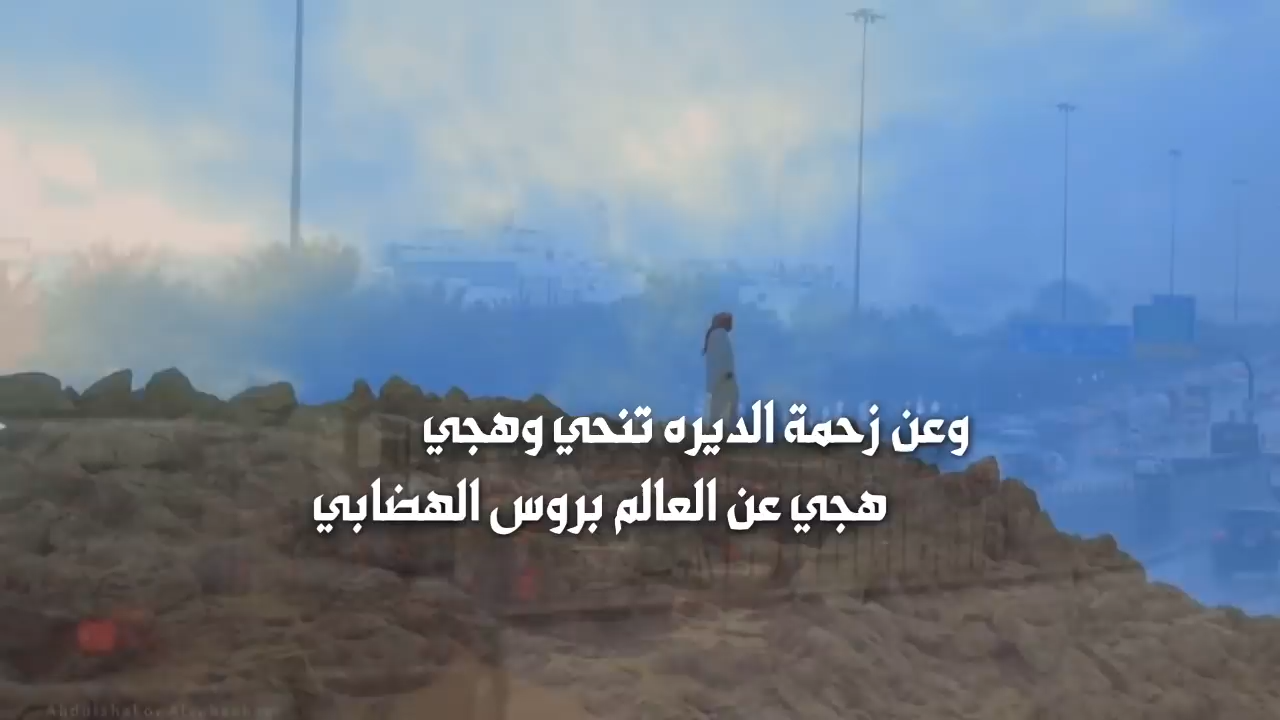 وعن زحمة الديره تنحي وهجي
هجي عن العالم بروس الهضابي